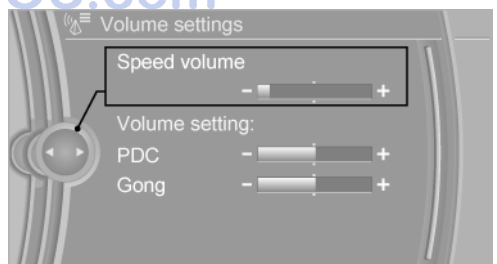 Volume settings
Speed volume
- +
Volume setting:
PDC - +
Gong - +